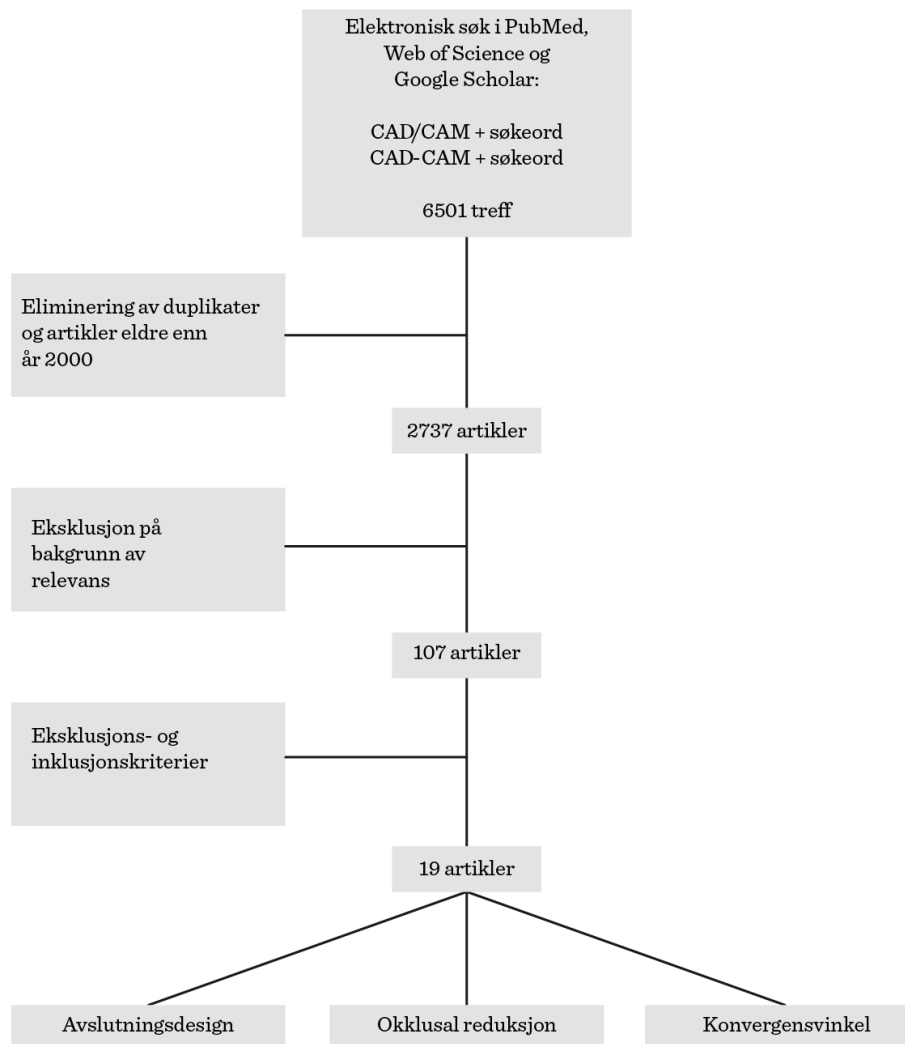 Elektronisk søk i PubMed,
Web of Science og
Google Scholar:
CAD/CAM + søkeord
CAD-CAM + søkeord
6501 treff
Eliminering av duplikater
og artikler eldre enn
år 2000
2737 artikler
Eksklusjon på
bakgrunn av
relevans
107 artikler
Eksklusjons- og
inklusjonskriterier
19 artikler
Avslutningsdesign
Okklusal reduksjon
Konvergensvinkel